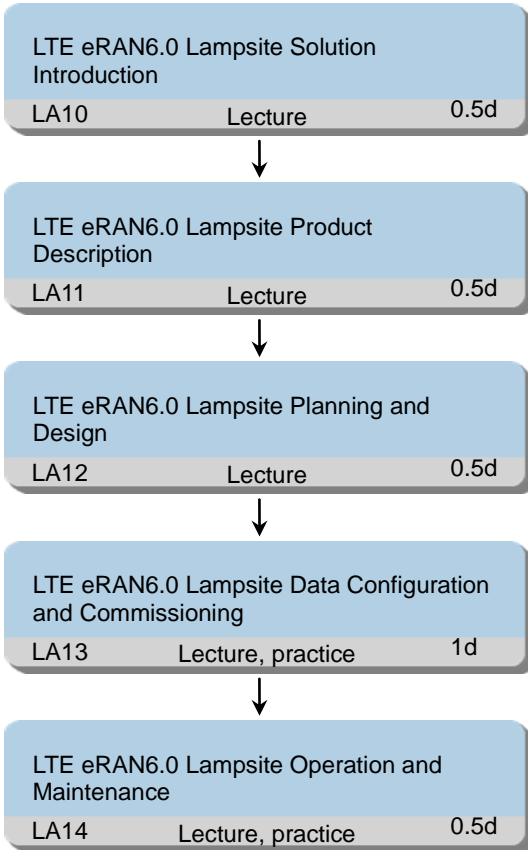 LTE eRAN6.0 Lampsite Solution
Introduction
LA10 Lecture 0.5d
LTE eRAN6.0 Lampsite Product
Description
LA11 Lecture 0.5d
LTE eRAN6.0 Lampsite Planning and
Design
LA12 Lecture 0.5d
LTE eRAN6.0 Lampsite Data Configuration
and Commissioning
LA13 Lecture, practice 1d
LTE eRAN6.0 Lampsite Operation and
Maintenance
LA14 Lecture, practice 0.5d